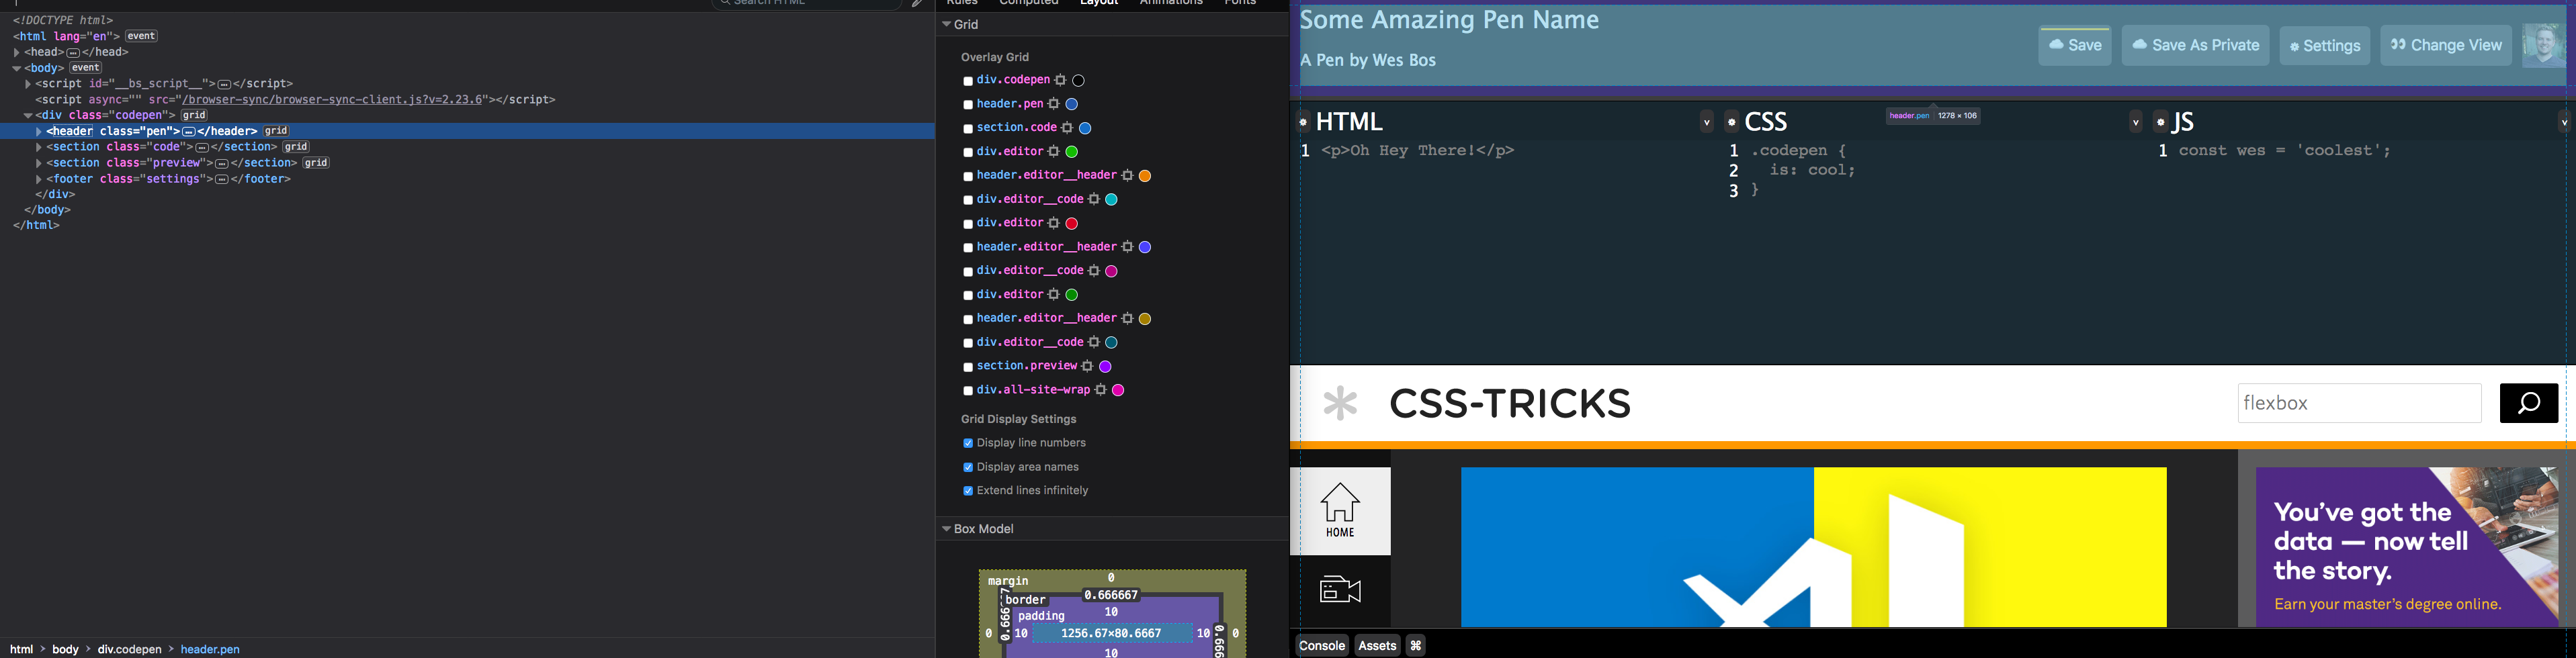 Search HTML
<!DOCTYPE html>
<html lang="en"> event
<head>…</head>
<body> event
<script id="__bs_script__">…</script>
<script async="" src="/browser-sync/browser-sync-client.js?v=2.23.6"></script>
<div class="codepen"> grid
<header class="pen">…</header> grid
<section class="code">…</section> grid
<section class="preview">…</section> grid
<footer class="settings">…</footer>
</div>
</body>
</html>
html > body > div.codepen > header.pen
Rules Computed Layout Animations Fonts
Grid
Overlay Grid
div.codepen
header.pen
section.code
div.editor
header.editor__header
div.editor__code
div.editor
header.editor__header
div.editor__code
div.editor
header.editor__header
div.editor__code
section.preview
div.all-site-wrap
Grid Display Settings
Display line numbers
Display area names
Extend lines infinitely
Box Model
margin 0
border 0.666667
padding 10
0 10 1256.67×80.6667 10 0
10
Some Amazing Pen Name
A Pen by Wes Bos
Save Save As Private Settings Change View
header.pen 1278 × 106
HTML v
1 <p>Oh Hey There!</p>
CSS v
1 .codepen {
2 is: cool;
3 }
JS v
1 const wes = 'coolest';
* CSS-TRICKS
flexbox
HOME
You've got the
data — now tell
the story.
Earn your master's degree online.
Console Assets ⌘